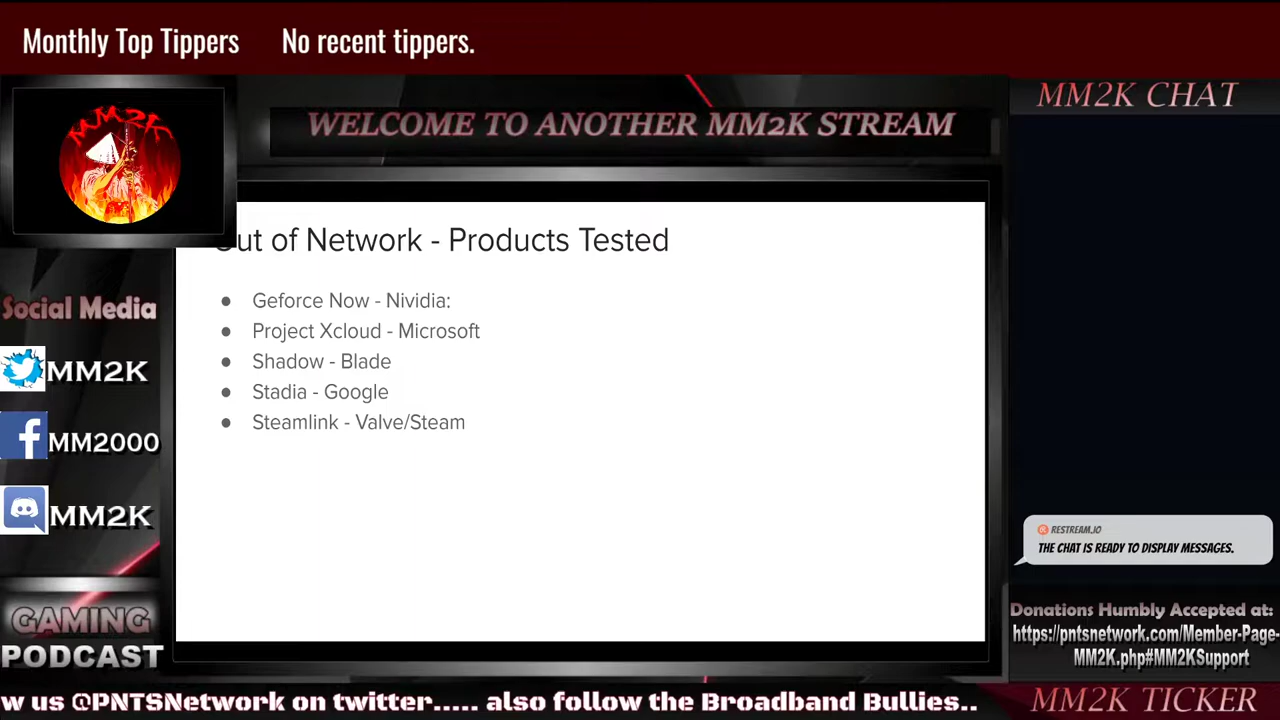 Monthly Top Tippers No recent tippers.
MM2K
WELCOME TO ANOTHER MM2K STREAM
MM2K CHAT
Out of Network - Products Tested
● Geforce Now - Nividia:
● Project Xcloud - Microsoft
● Shadow - Blade
● Stadia - Google
● Steamlink - Valve/Steam
Social Media
MM2K
MM2000
MM2K
GAMING
PODCAST
RESTREAM.IO
THE CHAT IS READY TO DISPLAY MESSAGES.
Donations Humbly Accepted at:
https://pntsnetwork.com/Member-Page-
MM2K.php#MM2KSupport
w us @PNTSNetwork on twitter..... also follow the Broadband Bullies..
MM2K TICKER